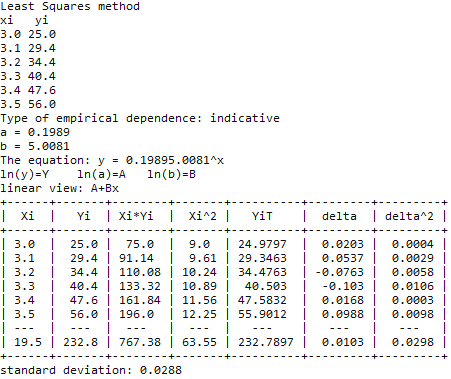 Least Squares method
xi   yi
3.0 25.0
3.1 29.4
3.2 34.4
3.3 40.4
3.4 47.6
3.5 56.0
Type of empirical dependence: indicative
a = 0.1989
b = 5.0081
The equation: y = 0.19895.0081^x
ln(y)=Y    ln(a)=A   ln(b)=B
linear view: A+Bx
+------+-------+--------+-------+----------+---------+---------+
|  Xi  |   Yi  | Xi*Yi  |  Xi^2 |   YiT    |  delta  | delta^2 |
+------+-------+--------+-------+----------+---------+---------+
| 3.0  |  25.0 |  75.0  |  9.0  | 24.9797  |  0.0203 |  0.0004 |
| 3.1  |  29.4 | 91.14  |  9.61 | 29.3463  |  0.0537 |  0.0029 |
| 3.2  |  34.4 | 110.08 | 10.24 | 34.4763  | -0.0763 |  0.0058 |
| 3.3  |  40.4 | 133.32 | 10.89 |  40.503  |  -0.103 |  0.0106 |
| 3.4  |  47.6 | 161.84 | 11.56 | 47.5832  |  0.0168 |  0.0003 |
| 3.5  |  56.0 | 196.0  | 12.25 | 55.9012  |  0.0988 |  0.0098 |
| ---  |  ---  |  ---   |  ---  |   ---    |   ---   |   ---   |
| 19.5 | 232.8 | 767.38 | 63.55 | 232.7897 |  0.0103 |  0.0298 |
+------+-------+--------+-------+----------+---------+---------+
standard deviation: 0.0288